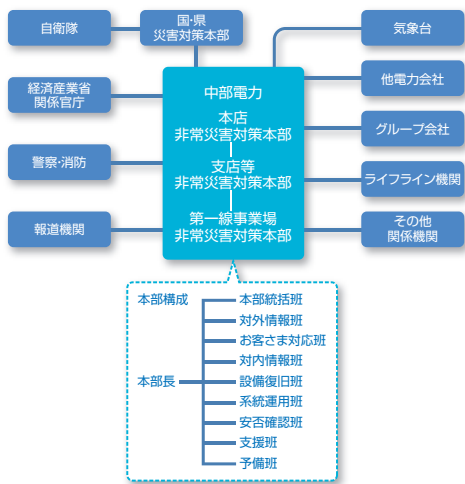 自衛隊
国・県
災害対策本部
気象台
経済産業省
関係官庁
他電力会社
グループ会社
警察・消防
ライフライン機関
報道機関
その他
関係機関
中部電力
本店
非常災害対策本部
支店等
非常災害対策本部
第一線事業場
非常災害対策本部
本部構成
本部長
本部統括班
対外情報班
お客さま対応班
対内情報班
設備復旧班
系統運用班
安否確認班
支援班
予備班